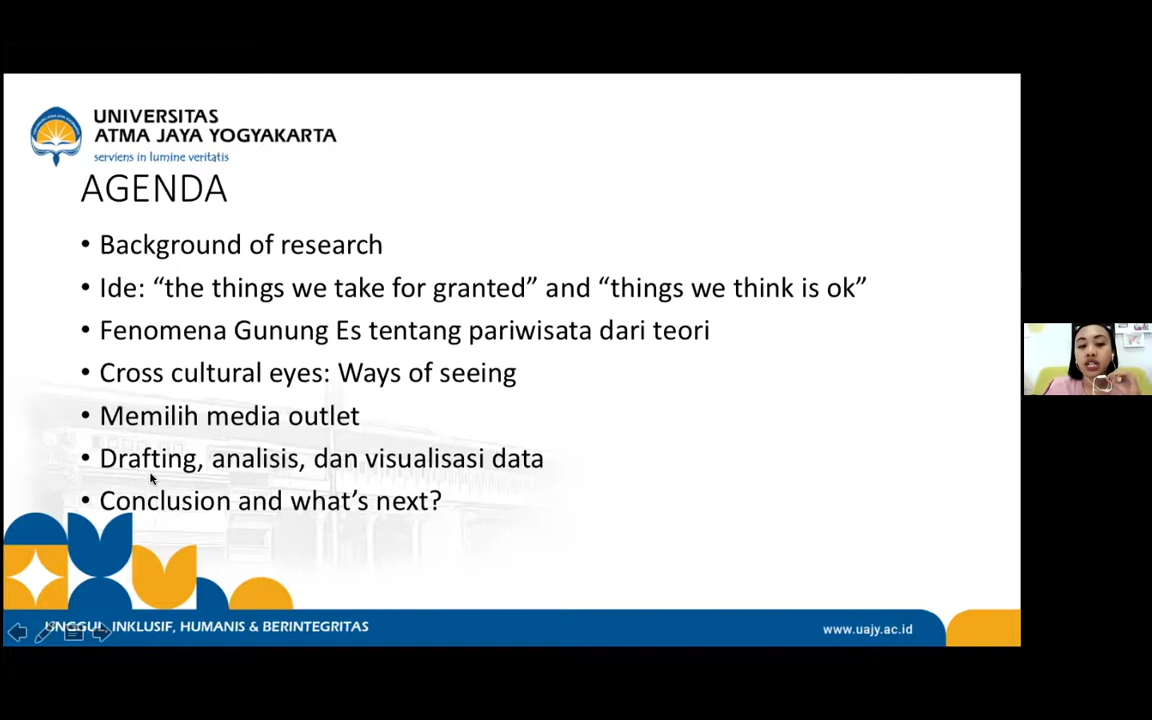 UNIVERSITAS
ATMA JAYA YOGYAKARTA
serviens in lumine veritatis
AGENDA
• Background of research
• Ide: “the things we take for granted” and “things we think is ok”
• Fenomena Gunung Es tentang pariwisata dari teori
• Cross cultural eyes: Ways of seeing
• Memilih media outlet
• Drafting, analisis, dan visualisasi data
• Conclusion and what’s next?
UNGGUL, INKLUSIF, HUMANIS & BERINTEGRITAS
www.uajy.ac.id